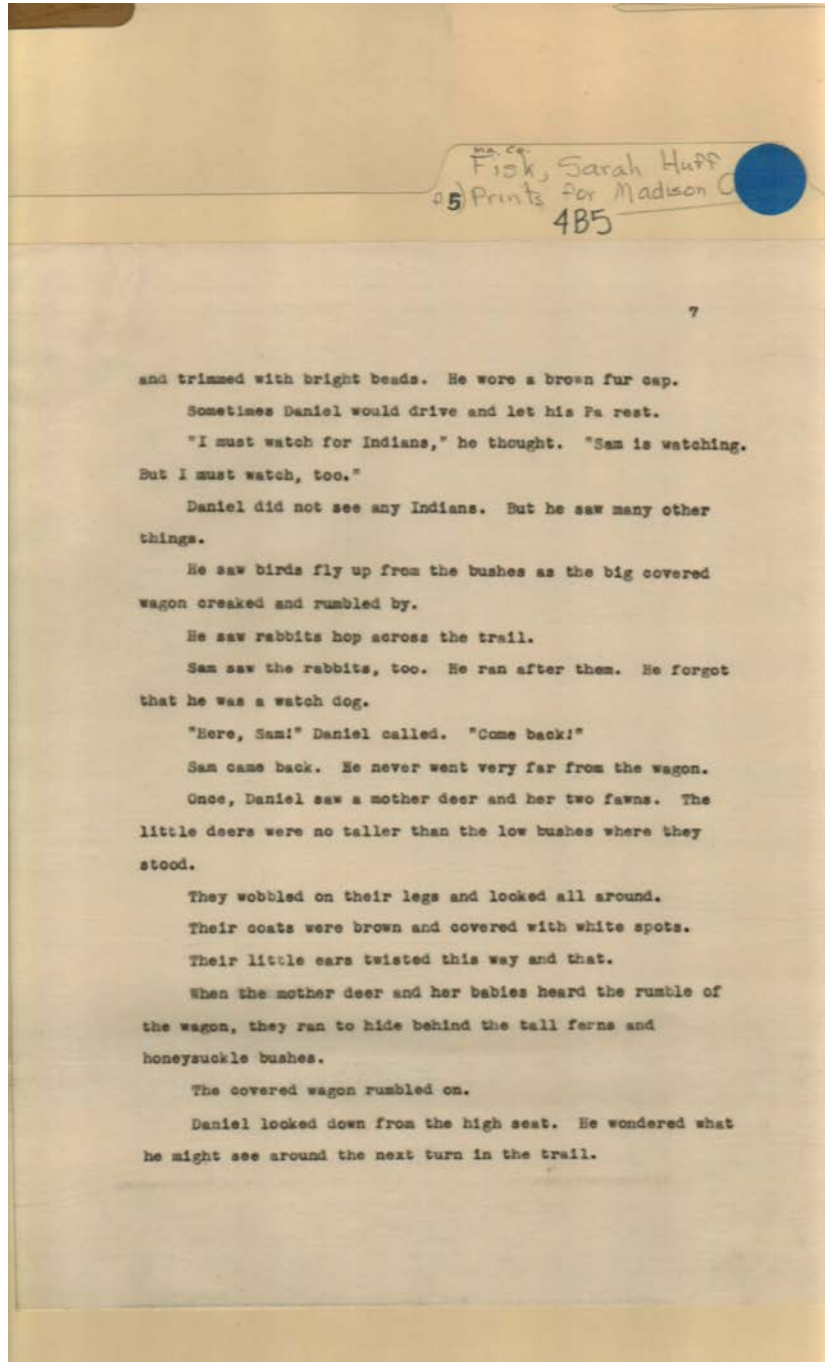 Ma. Co.
Fisk, Sarah Huff
5) Prints for Madison
4B5
7
and trimmed with bright beads.  He wore a brown fur cap.
Sometimes Daniel would drive and let his Pa rest.
"I must watch for Indians," he thought.  "Sam is watching.
But I must watch, too."
Daniel did not see any Indians.  But he saw many other
things.
He saw birds fly up from the bushes as the big covered
wagon creaked and rumbled by.
He saw rabbits hop across the trail.
Sam saw the rabbits, too.  He ran after them.  He forgot
that he was a watch dog.
"Here, Sam!" Daniel called.  "Come back!"
Sam came back.  He never went very far from the wagon.
Once, Daniel saw a mother deer and her two fawns.  The
little deers were no taller than the low bushes where they
stood.
They wobbled on their legs and looked all around.
Their coats were brown and covered with white spots.
Their little ears twisted this way and that.
When the mother deer and her babies heard the rumble of
the wagon, they ran to hide behind the tall ferns and
honeysuckle bushes.
The covered wagon rumbled on.
Daniel looked down from the high seat.  He wondered what
he might see around the next turn in the trail.